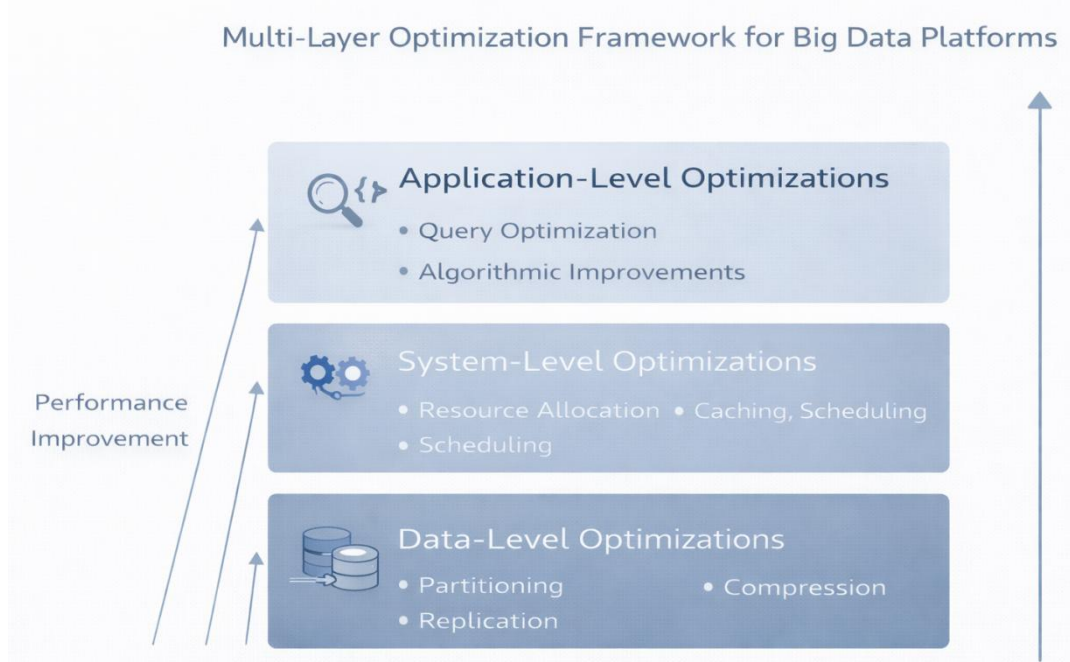 Multi-Layer Optimization Framework for Big Data Platforms
Application-Level Optimizations
• Query Optimization
• Algorithmic Improvements
System-Level Optimizations
• Resource Allocation • Caching, Scheduling
• Scheduling
Performance
Improvement
Data-Level Optimizations
• Partitioning • Compression
• Replication